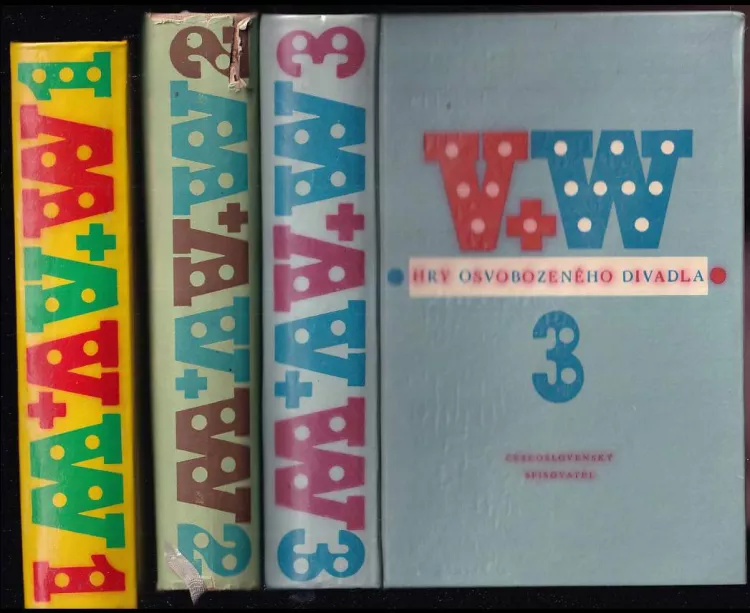 1 W+V V+W 1
2 W+V V+W 2
3 W+V V+W 3
V+W
HRY OSVOBOZENÉHO DIVADLA
3
ČESKOSLOVENSKÝ
SPISOVATEL